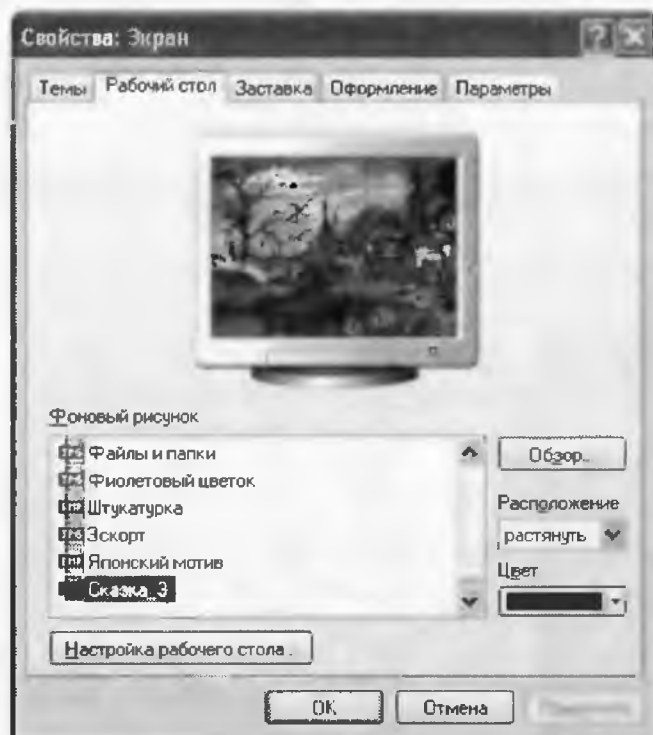 Свойства: Экран
Темы Рабочий стол Заставка Оформление Параметры
Фоновый рисунок
Файлы и папки
Фиолетовый цветок
Штукатурка
Эскорт
Японский мотив
Сказка_3
Обзор...
Расположение
растянуть
Цвет
Настройка рабочего стола .
ОК Отмена